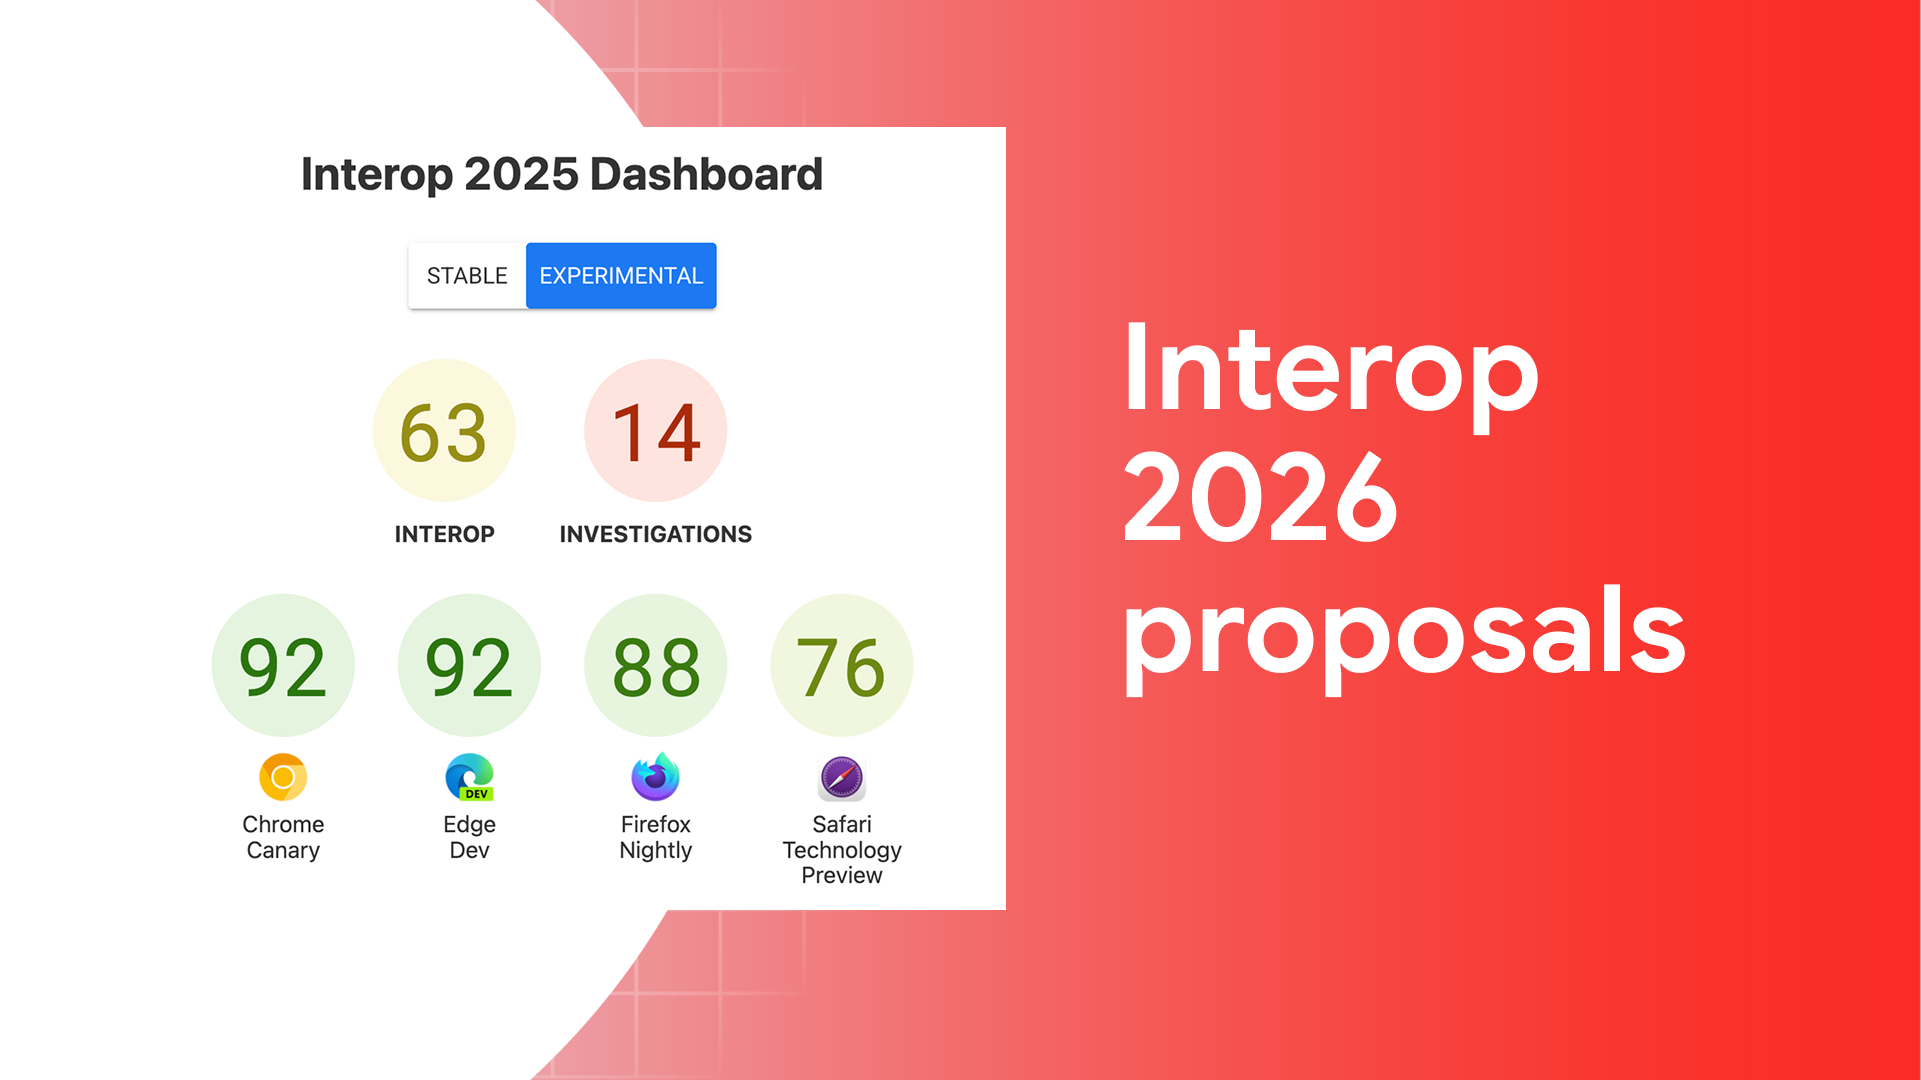 Interop 2025 Dashboard
STABLE
EXPERIMENTAL
63
14
INTEROP
INVESTIGATIONS
92
92
88
76
DEV
Chrome
Canary
Edge
Dev
Firefox
Nightly
Safari
Technology
Preview
Interop
2026
proposals